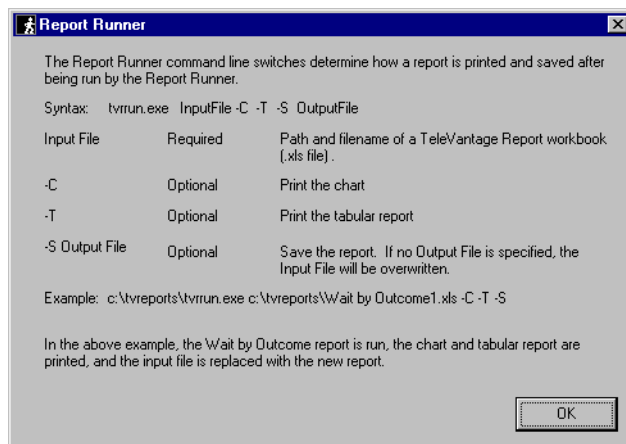 Report Runner
The Report Runner command line switches determine how a report is printed and saved after
being run by the Report Runner.
Syntax: tvrrun.exe InputFile -C -T -S OutputFile
Input File Required Path and filename of a TeleVantage Report workbook
(.xls file) .
-C Optional Print the chart
-T Optional Print the tabular report
-S Output File Optional Save the report. If no Output File is specified, the
Input File will be overwritten.
Example: c:\tvreports\tvrrun.exe c:\tvreports\Wait by Outcome1.xls -C -T -S
In the above example, the Wait by Outcome report is run, the chart and tabular report are
printed, and the input file is replaced with the new report.
OK